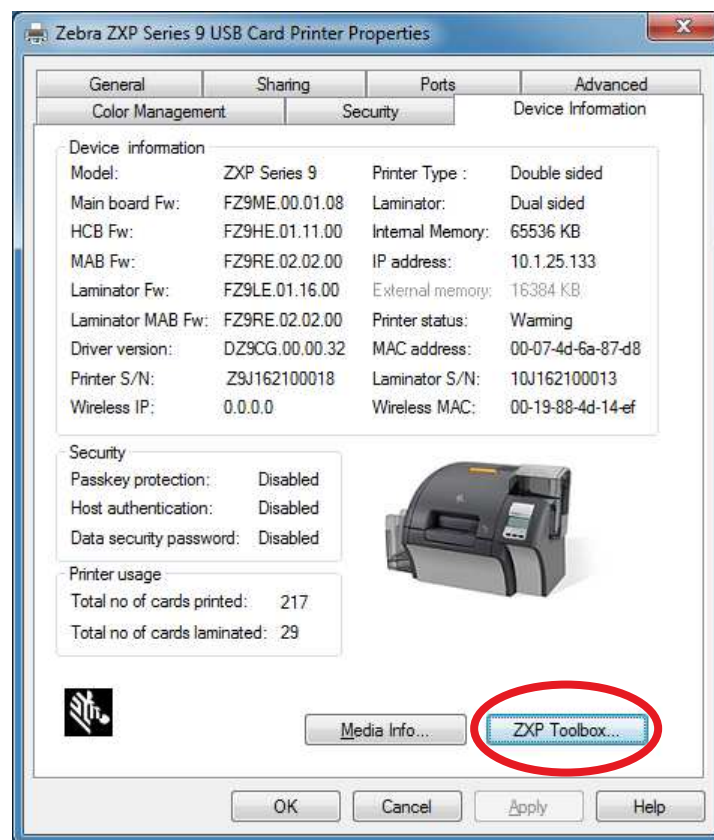 Zebra ZXP Series 9 USB Card Printer Properties
General Sharing Ports Advanced
Color Management Security Device Information
Device information
Model: ZXP Series 9 Printer Type : Double sided
Main board Fw: FZ9ME.00.01.08 Laminator: Dual sided
HCB Fw: FZ9HE.01.11.00 Internal Memory: 65536 KB
MAB Fw: FZ9RE.02.02.00 IP address: 10.1.25.133
Laminator Fw: FZ9LE.01.16.00 External memory: 16384 KB
Laminator MAB Fw: FZ9RE.02.02.00 Printer status: Warming
Driver version: DZ9CG.00.00.32 MAC address: 00-07-4d-6a-87-d8
Printer S/N: Z9J162100018 Laminator S/N: 10J162100013
Wireless IP: 0.0.0.0 Wireless MAC: 00-19-88-4d-14-ef
Security
Passkey protection: Disabled
Host authentication: Disabled
Data security password: Disabled
Printer usage
Total no of cards printed: 217
Total no of cards laminated: 29
Media Info... ZXP Toolbox...
OK Cancel Apply Help